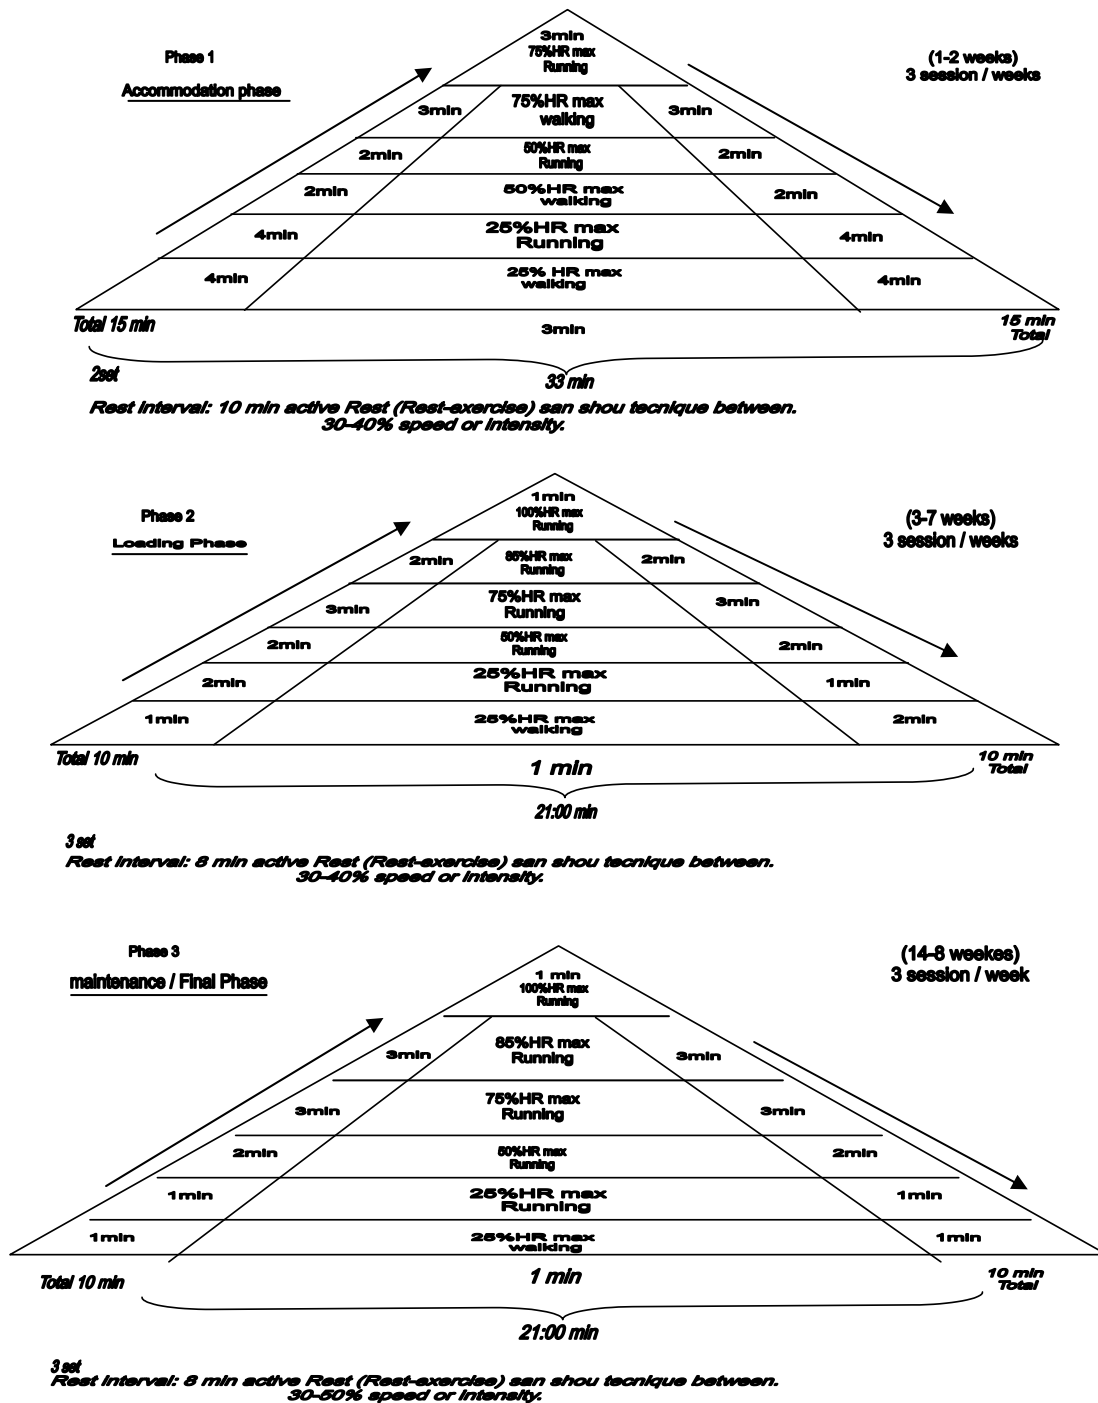 Phase 1
Accommodation phase
(1-2 weeks)
3 session / weeks
3min
75%HR max
Running
3min
75%HR max
walking
3min
2min
50%HR max
Running
2min
2min
50%HR max
walking
2min
4min
25%HR max
Running
4min
4min
25% HR max
walking
4min
Total 15 min
3min
15 min
Total
2set
33 min
Rest interval: 10 min active Rest (Rest-exercise) san shou tecnique between.
30-40% speed or intensity.
Phase 2
Loading Phase
(3-7 weeks)
3 session / weeks
1min
100%HR max
Running
2min
85%HR max
Running
2min
3min
75%HR max
Running
3min
2min
50%HR max
Running
2min
2min
25%HR max
Running
1min
1min
25%HR max
walking
2min
Total 10 min
1 min
10 min
Total
21:00 min
3 set
Rest interval: 8 min active Rest (Rest-exercise) san shou tecnique between.
30-40% speed or intensity.
Phase 3
maintenance / Final Phase
(14-8 weekes)
3 session / week
1 min
100%HR max
Running
3min
85%HR max
Running
3min
3min
75%HR max
Running
3min
2min
50%HR max
Running
2min
1min
25%HR max
Running
1min
1min
25%HR max
walking
1min
Total 10 min
1 min
10 min
Total
21:00 min
3 set
Rest interval: 8 min active Rest (Rest-exercise) san shou tecnique between.
30-50% speed or intensity.